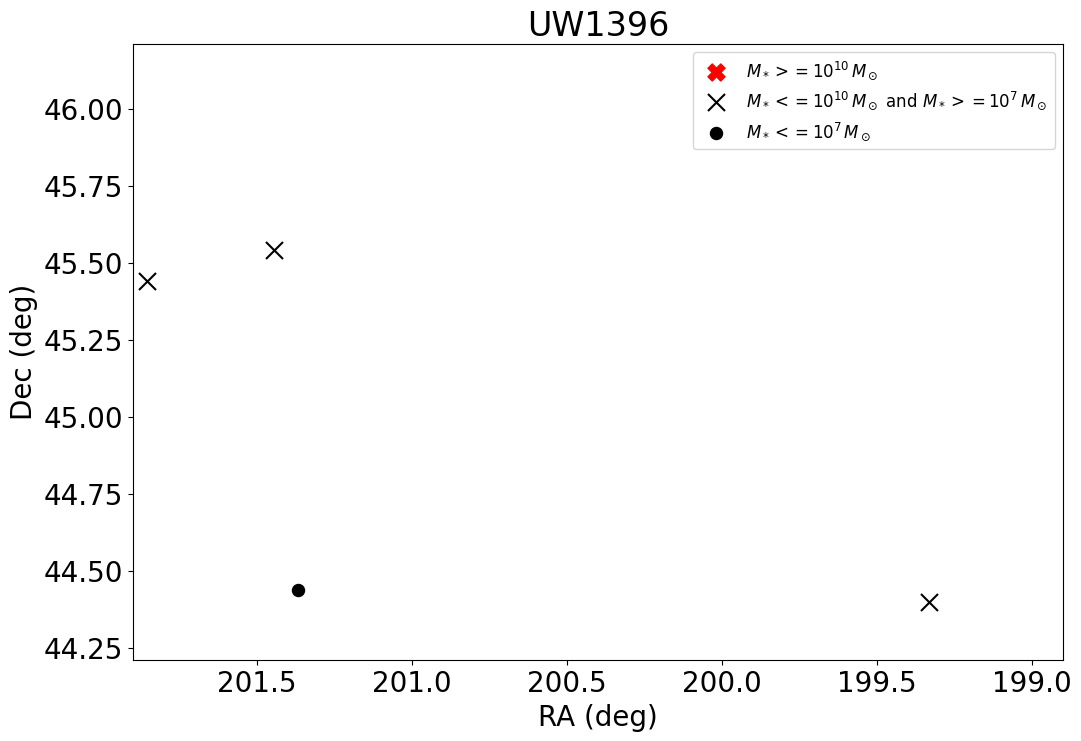 UW1396
M* >= 10^10 M⊙
M* <= 10^10 M⊙ and M* >= 10^7 M⊙
M* <= 10^7 M⊙
46.00
45.75
45.50
45.25
45.00
44.75
44.50
44.25
Dec (deg)
201.5 201.0 200.5 200.0 199.5 199.0
RA (deg)